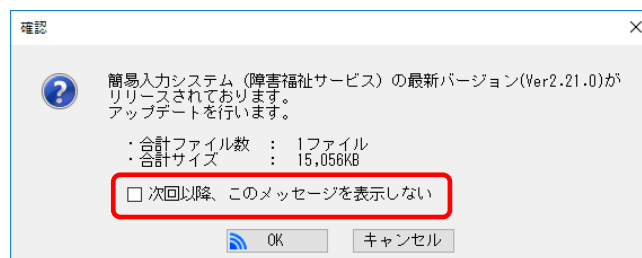 確認
簡易入力システム（障害福祉サービス）の最新バージョン(Ver2.21.0)が
リリースされております。
アップデートを行います。
・合計ファイル数 ： 1ファイル
・合計サイズ ： 15,056KB
次回以降、このメッセージを表示しない
OK キャンセル